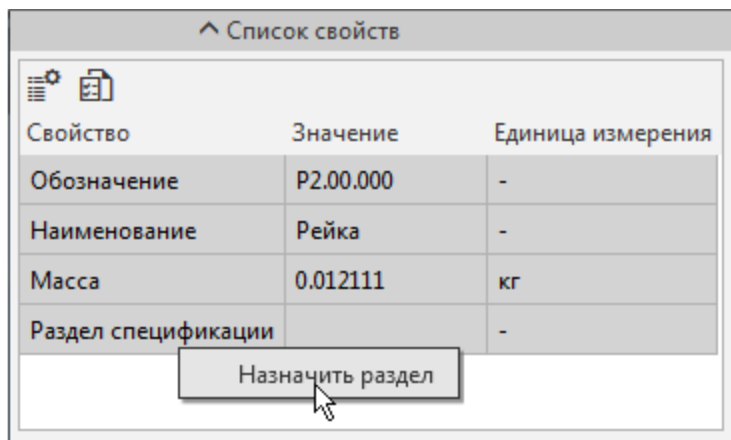 Список свойств
Свойство Значение Единица измерения
Обозначение Р2.00.000 -
Наименование Рейка -
Масса 0.012111 кг
Раздел спецификации -
Назначить раздел